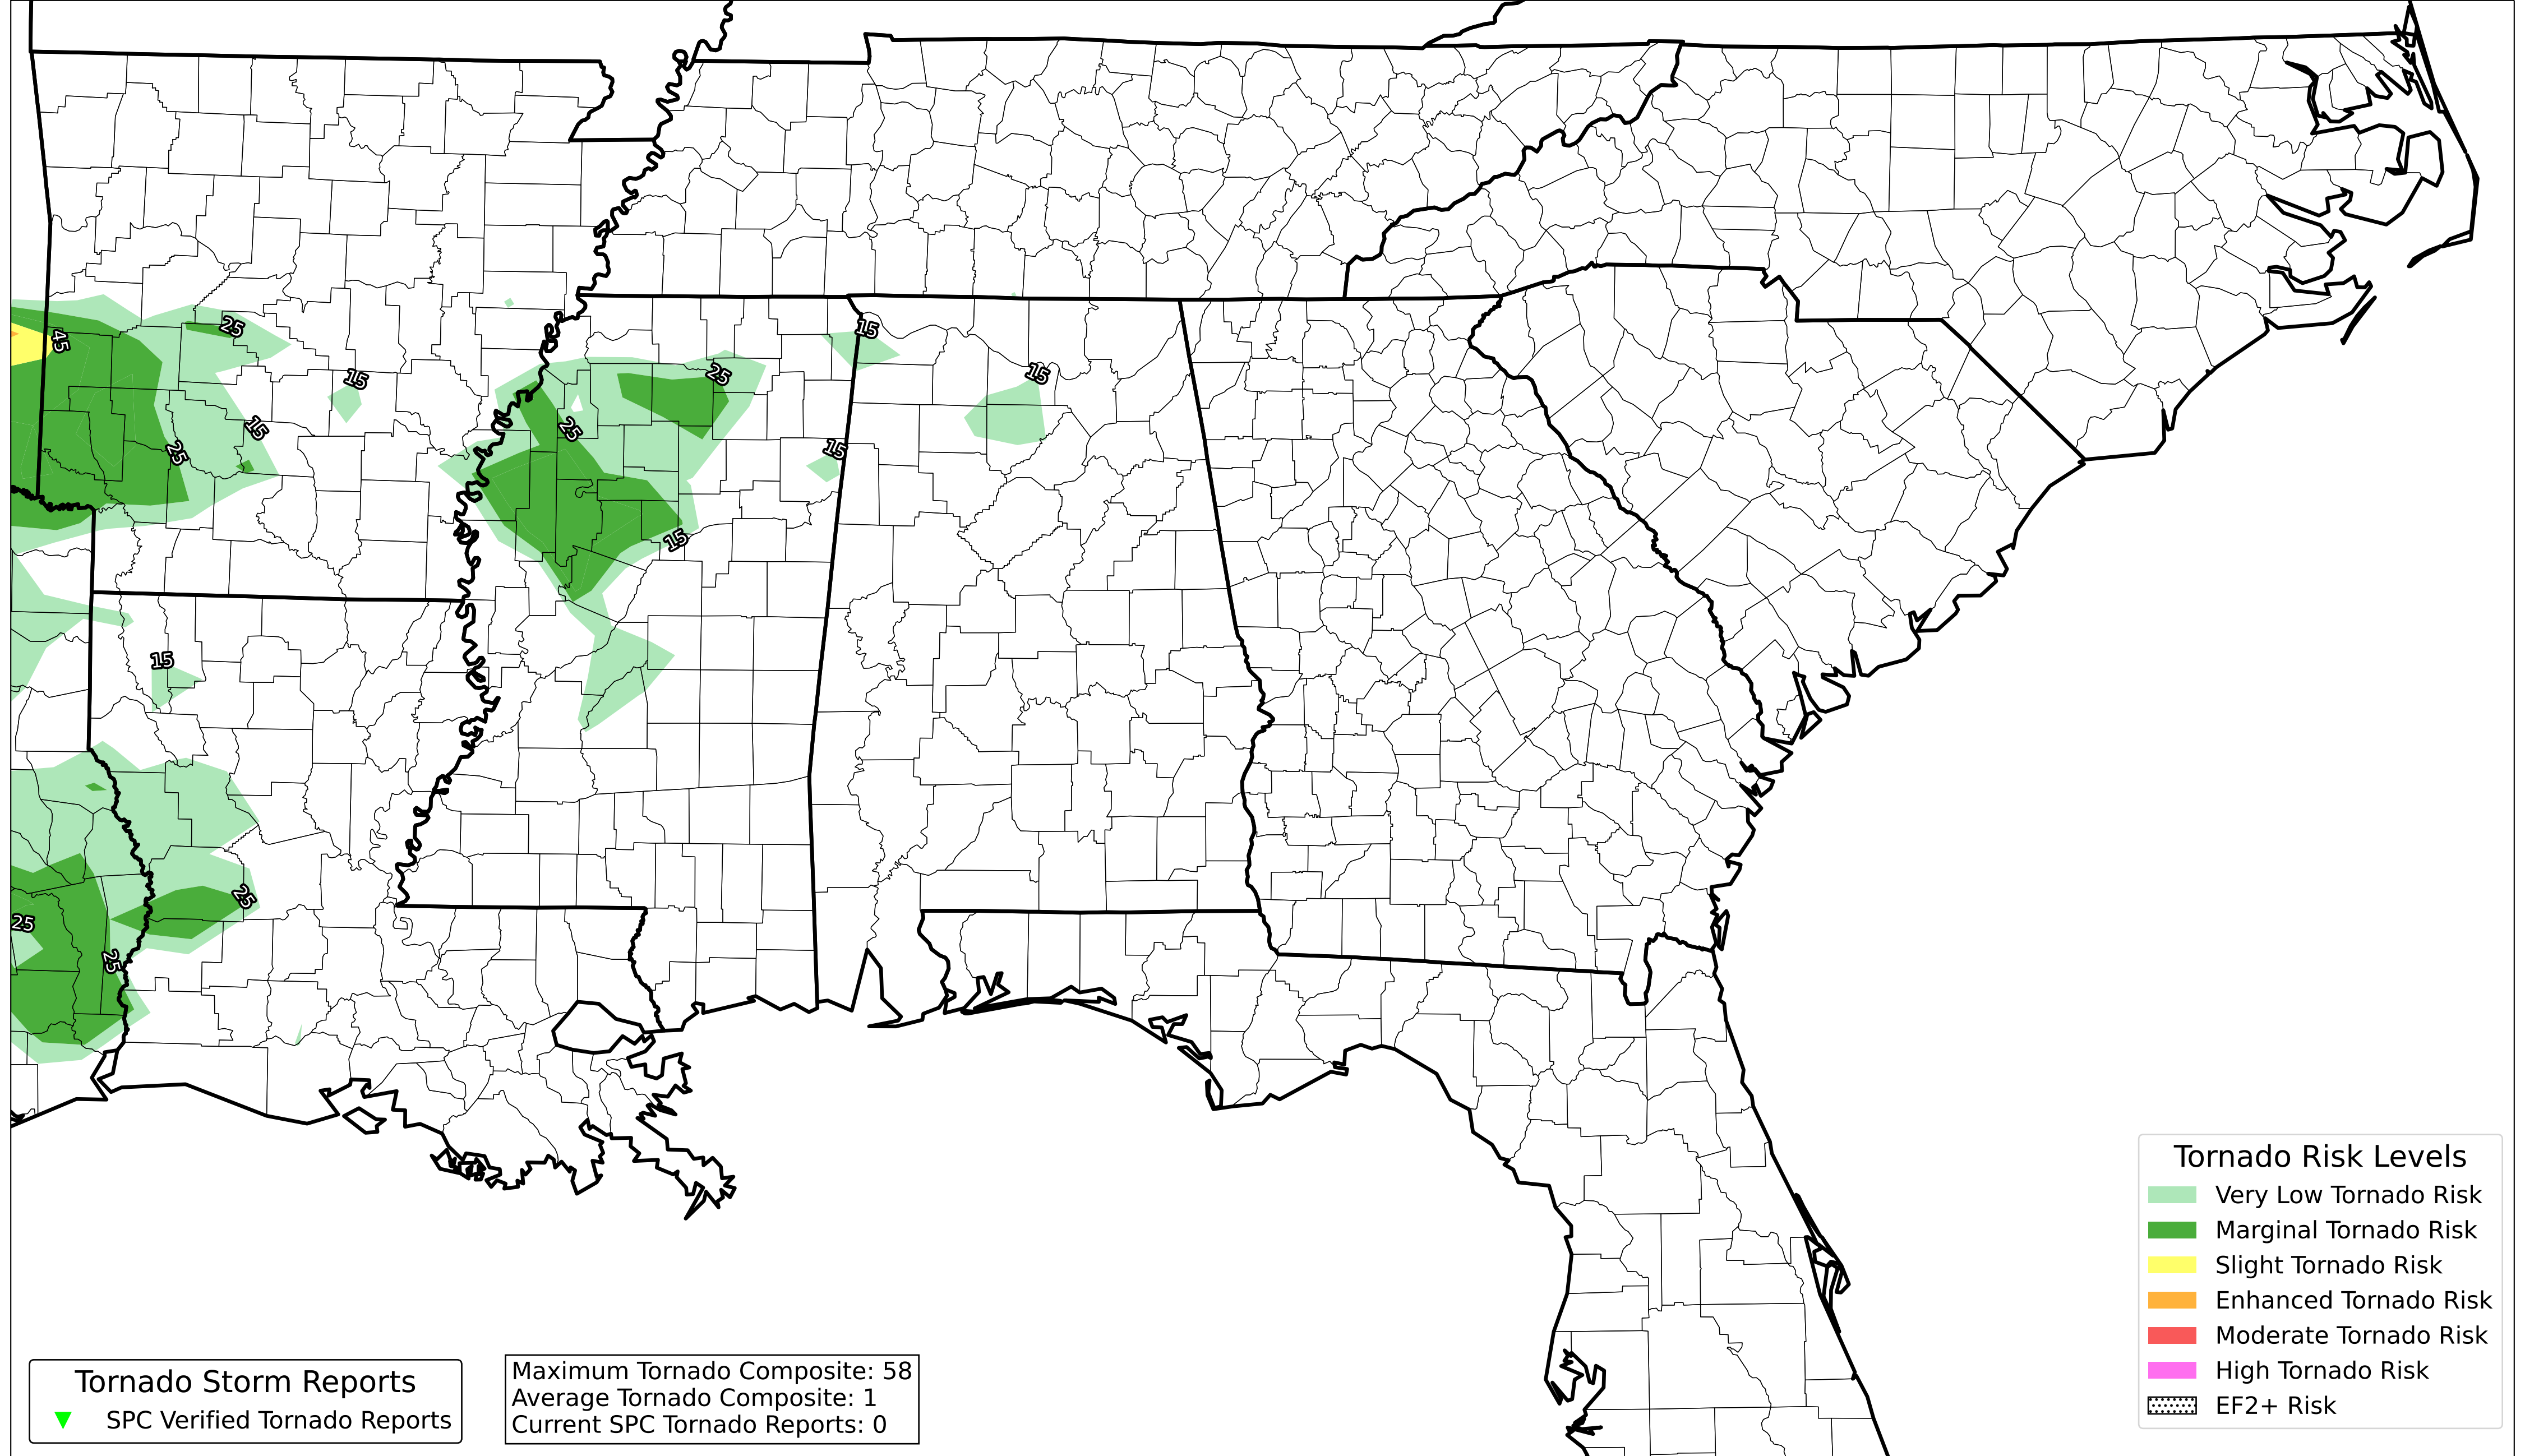 25
15
45
15
25
15
25
15
25
15
15
25
15
15
25
25
25
Tornado Risk Levels
Very Low Tornado Risk
Marginal Tornado Risk
Slight Tornado Risk
Enhanced Tornado Risk
Moderate Tornado Risk
High Tornado Risk
EF2+ Risk
Tornado Storm Reports
SPC Verified Tornado Reports
Maximum Tornado Composite: 58
Average Tornado Composite: 1
Current SPC Tornado Reports: 0